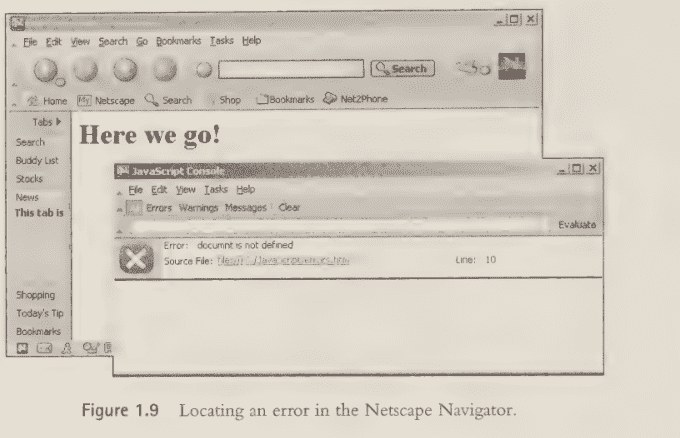 File Edit View Search Go Bookmarks Tasks Help
Search
Home My Netscape Search Shop Bookmarks Net2Phone
Tabs
Search
Buddy List
Stocks
News
This tab is
Shopping
Today's Tip
Bookmarks
Here we go!
JavaScript Console
File Edit View Tasks Help
All Errors Warnings Messages Clear
Evaluate
Error: documnt is not defined
Source File: Line: 10
Figure 1.9 Locating an error in the Netscape Navigator.